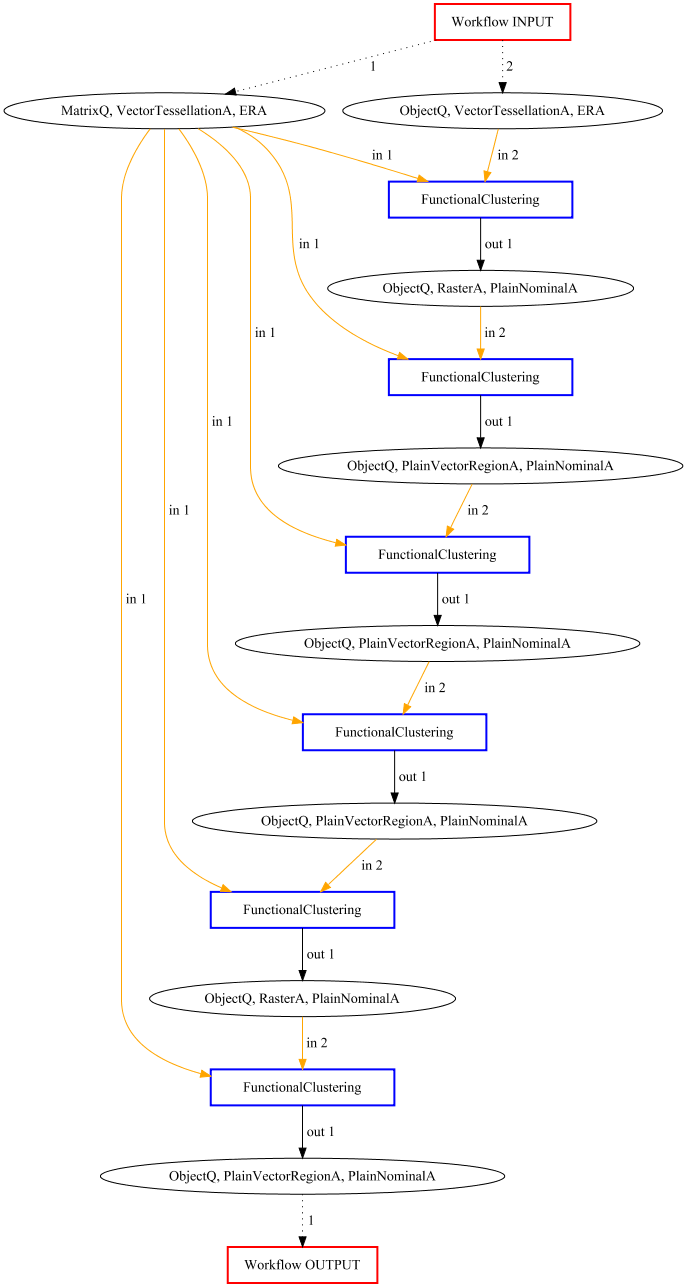 Workflow INPUT
1
2
MatrixQ, VectorTessellationA, ERA
ObjectQ, VectorTessellationA, ERA
in 1
in 2
FunctionalClustering
in 1
out 1
ObjectQ, RasterA, PlainNominalA
in 1
in 2
FunctionalClustering
in 1
out 1
ObjectQ, PlainVectorRegionA, PlainNominalA
in 1
in 2
FunctionalClustering
in 1
out 1
ObjectQ, PlainVectorRegionA, PlainNominalA
in 2
FunctionalClustering
out 1
ObjectQ, PlainVectorRegionA, PlainNominalA
in 2
FunctionalClustering
out 1
ObjectQ, RasterA, PlainNominalA
in 2
FunctionalClustering
out 1
ObjectQ, PlainVectorRegionA, PlainNominalA
1
Workflow OUTPUT